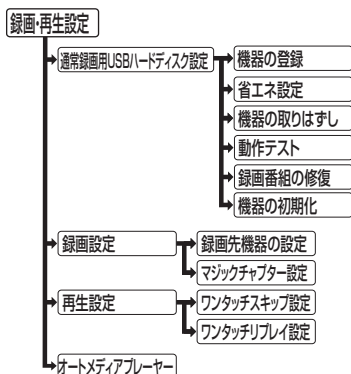 録画・再生設定
通常録画用USBハードディスク設定
機器の登録
省エネ設定
機器の取りはずし
動作テスト
録画番組の修復
機器の初期化
録画設定
録画先機器の設定
マジックチャプター設定
再生設定
ワンタッチスキップ設定
ワンタッチリプレイ設定
オートメディアプレーヤー